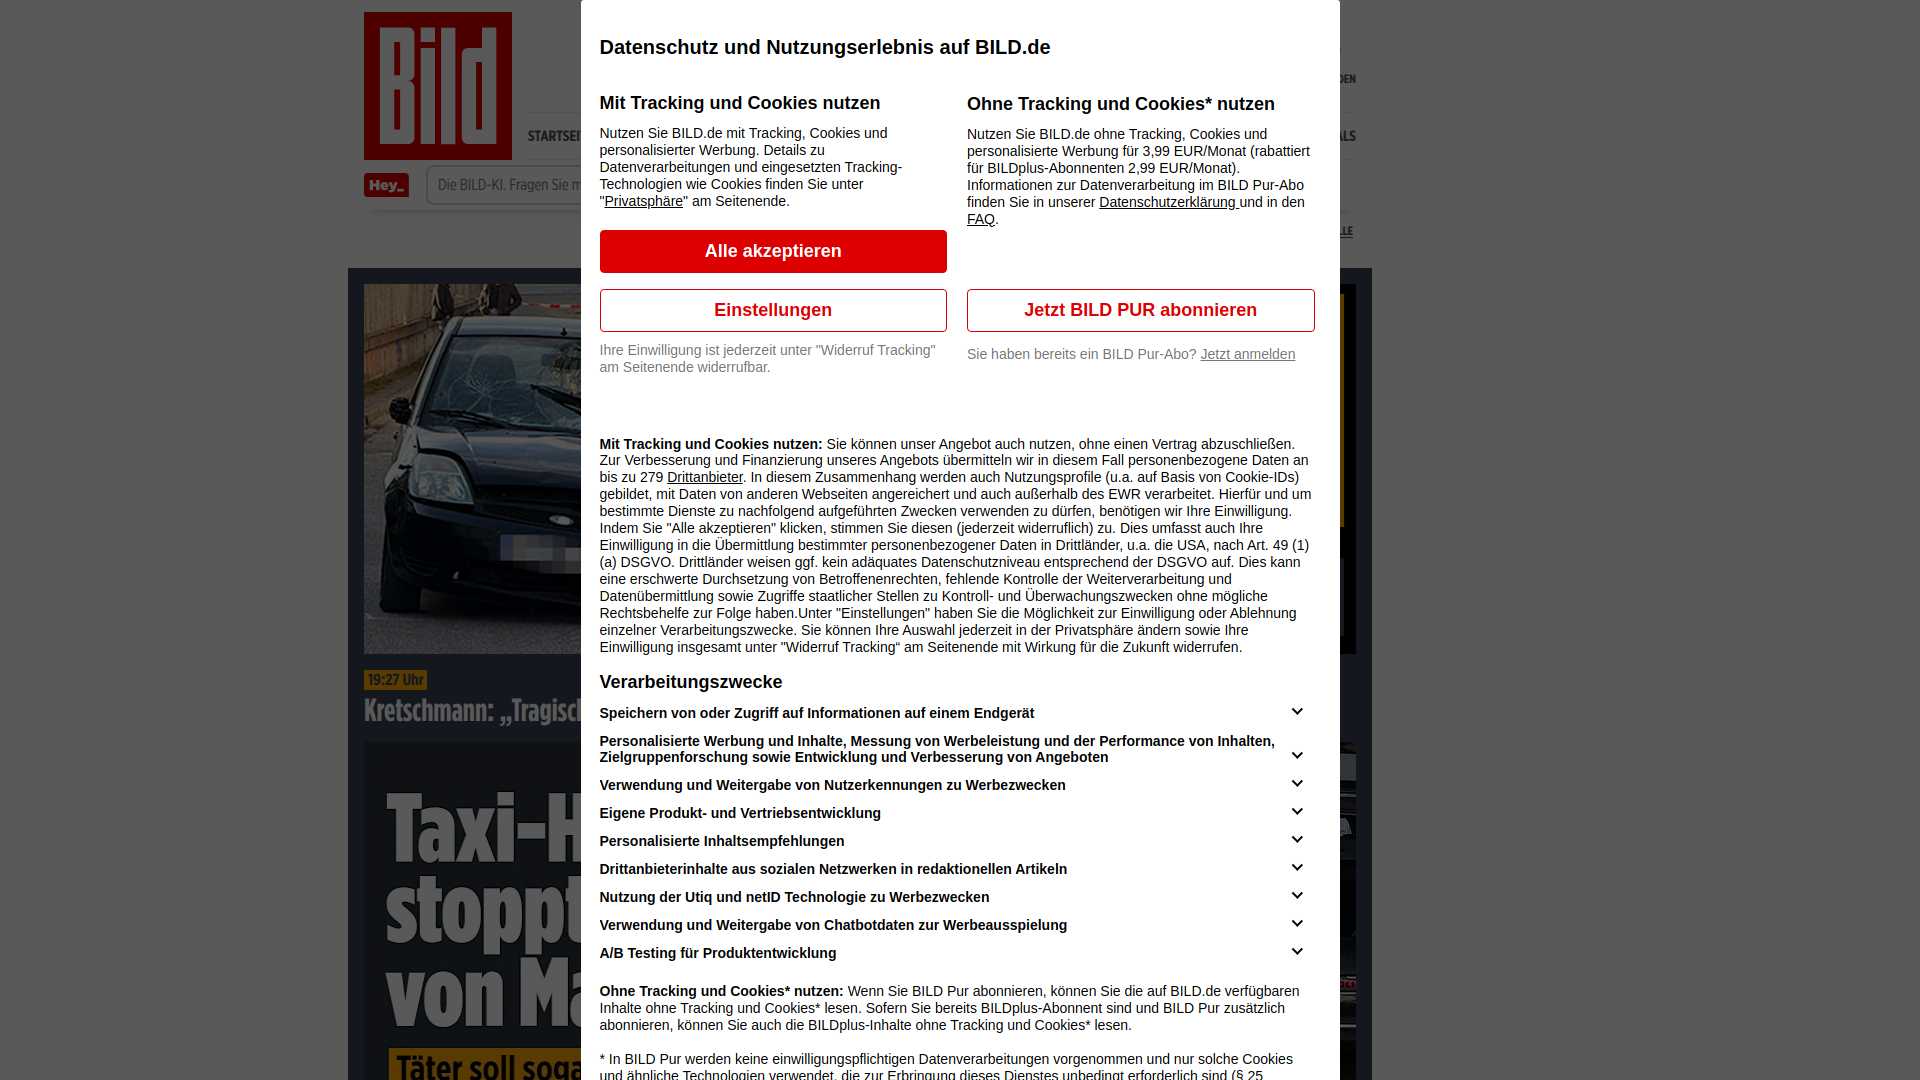 Bild
Datenschutz und Nutzungserlebnis auf BILD.de
Mit Tracking und Cookies nutzen
Nutzen Sie BILD.de mit Tracking, Cookies und
personalisierter Werbung. Details zu
Datenverarbeitungen und eingesetzten Tracking-
Technologien wie Cookies finden Sie unter
"Privatsphäre" am Seitenende.
Alle akzeptieren
Einstellungen
Ihre Einwilligung ist jederzeit unter "Widerruf Tracking"
am Seitenende widerrufbar.
Ohne Tracking und Cookies* nutzen
Nutzen Sie BILD.de ohne Tracking, Cookies und
personalisierte Werbung für 3,99 EUR/Monat (rabattiert
für BILDplus-Abonnenten 2,99 EUR/Monat).
Informationen zur Datenverarbeitung im BILD Pur-Abo
finden Sie in unserer Datenschutzerklärung und in den
FAQ.
Jetzt BILD PUR abonnieren
Sie haben bereits ein BILD Pur-Abo? Jetzt anmelden
Mit Tracking und Cookies nutzen: Sie können unser Angebot auch nutzen, ohne einen Vertrag abzuschließen.
Zur Verbesserung und Finanzierung unseres Angebots übermitteln wir in diesem Fall personenbezogene Daten an
bis zu 279 Drittanbieter. In diesem Zusammenhang werden auch Nutzungsprofile (u.a. auf Basis von Cookie-IDs)
gebildet, mit Daten von anderen Webseiten angereichert und auch außerhalb des EWR verarbeitet. Hierfür und um
bestimmte Dienste zu nachfolgend aufgeführten Zwecken verwenden zu dürfen, benötigen wir Ihre Einwilligung.
Indem Sie "Alle akzeptieren" klicken, stimmen Sie diesen (jederzeit widerruflich) zu. Dies umfasst auch Ihre
Einwilligung in die Übermittlung bestimmter personenbezogener Daten in Drittländer, u.a. die USA, nach Art. 49 (1)
(a) DSGVO. Drittländer weisen ggf. kein adäquates Datenschutzniveau entsprechend der DSGVO auf. Dies kann
eine erschwerte Durchsetzung von Betroffenenrechten, fehlende Kontrolle der Weiterverarbeitung und
Datenübermittlung sowie Zugriffe staatlicher Stellen zu Kontroll- und Überwachungszwecken ohne mögliche
Rechtsbehelfe zur Folge haben.Unter "Einstellungen" haben Sie die Möglichkeit zur Einwilligung oder Ablehnung
einzelner Verarbeitungszwecke. Sie können Ihre Auswahl jederzeit in der Privatsphäre ändern sowie Ihre
Einwilligung insgesamt unter "Widerruf Tracking“ am Seitenende mit Wirkung für die Zukunft widerrufen.
Verarbeitungszwecke
Speichern von oder Zugriff auf Informationen auf einem Endgerät
Personalisierte Werbung und Inhalte, Messung von Werbeleistung und der Performance von Inhalten,
Zielgruppenforschung sowie Entwicklung und Verbesserung von Angeboten
Verwendung und Weitergabe von Nutzerkennungen zu Werbezwecken
Eigene Produkt- und Vertriebsentwicklung
Personalisierte Inhaltsempfehlungen
Drittanbieterinhalte aus sozialen Netzwerken in redaktionellen Artikeln
Nutzung der Utiq und netID Technologie zu Werbezwecken
Verwendung und Weitergabe von Chatbotdaten zur Werbeausspielung
A/B Testing für Produktentwicklung
Ohne Tracking und Cookies* nutzen: Wenn Sie BILD Pur abonnieren, können Sie die auf BILD.de verfügbaren
Inhalte ohne Tracking und Cookies* lesen. Sofern Sie bereits BILDplus-Abonnent sind und BILD Pur zusätzlich
abonnieren, können Sie auch die BILDplus-Inhalte ohne Tracking und Cookies* lesen.
* In BILD Pur werden keine einwilligungspflichtigen Datenverarbeitungen vorgenommen und nur solche Cookies
und ähnliche Technologien verwendet, die zur Erbringung dieses Dienstes unbedingt erforderlich sind (§ 25
STARTSEI
Hey_
Die BILD-KI. Fragen Sie m
19:27 Uhr
Kretschmann: „Tragisc
Taxi-H
stoppt
von Ma
Täter soll soga
DEN
ALS
LLE